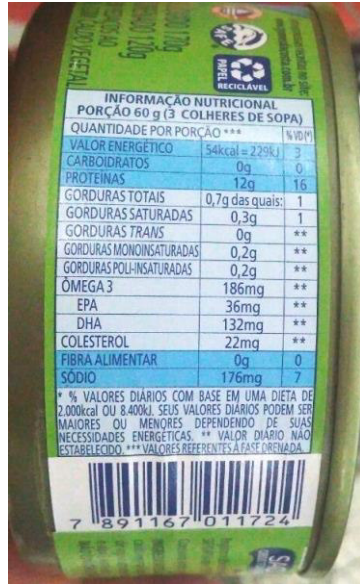 PAPEL
RECICLÁVEL
INFORMAÇÃO NUTRICIONAL
PORÇÃO 60 g (3 COLHERES DE SOPA)
QUANTIDADE POR PORÇÃO *** %VD(*)
VALOR ENERGÉTICO 54kcal = 229kJ 3
CARBOIDRATOS 0g 0
PROTEÍNAS 12g 16
GORDURAS TOTAIS 0,7g das quais: 1
GORDURAS SATURADAS 0,3g 1
GORDURAS TRANS 0g **
GORDURAS MONOINSATURADAS 0,2g **
GORDURAS POLI-INSATURADAS 0,2g **
ÔMEGA 3 186mg **
EPA 36mg **
DHA 132mg **
COLESTEROL 22mg **
FIBRA ALIMENTAR 0g 0
SÓDIO 176mg 7
* % VALORES DIÁRIOS COM BASE EM UMA DIETA DE
2.000kcal OU 8.400kJ. SEUS VALORES DIÁRIOS PODEM SER
MAIORES OU MENORES DEPENDENDO DE SUAS
NECESSIDADES ENERGÉTICAS. ** VALOR DIÁRIO NÃO
ESTABELECIDO. *** VALORES REFERENTES À FASE DRENADA.
7 891167 011724